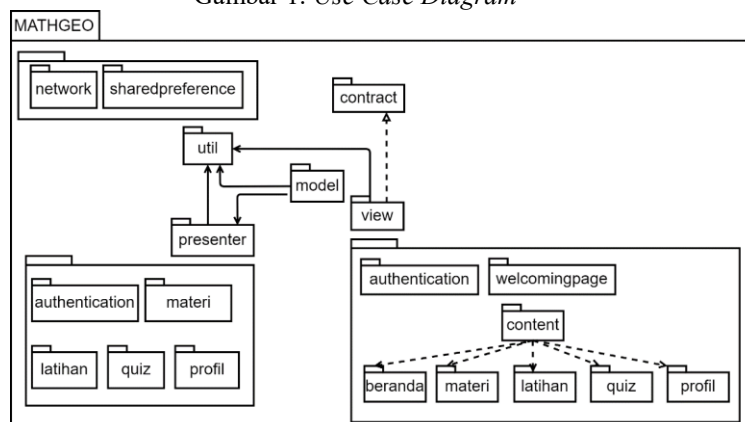 Gambar 1. Use Case Diagram
MATHGEO
network
sharedpreference
contract
util
model
view
presenter
authentication
materi
latihan
quiz
profil
authentication
welcomingpage
content
beranda
materi
latihan
quiz
profil